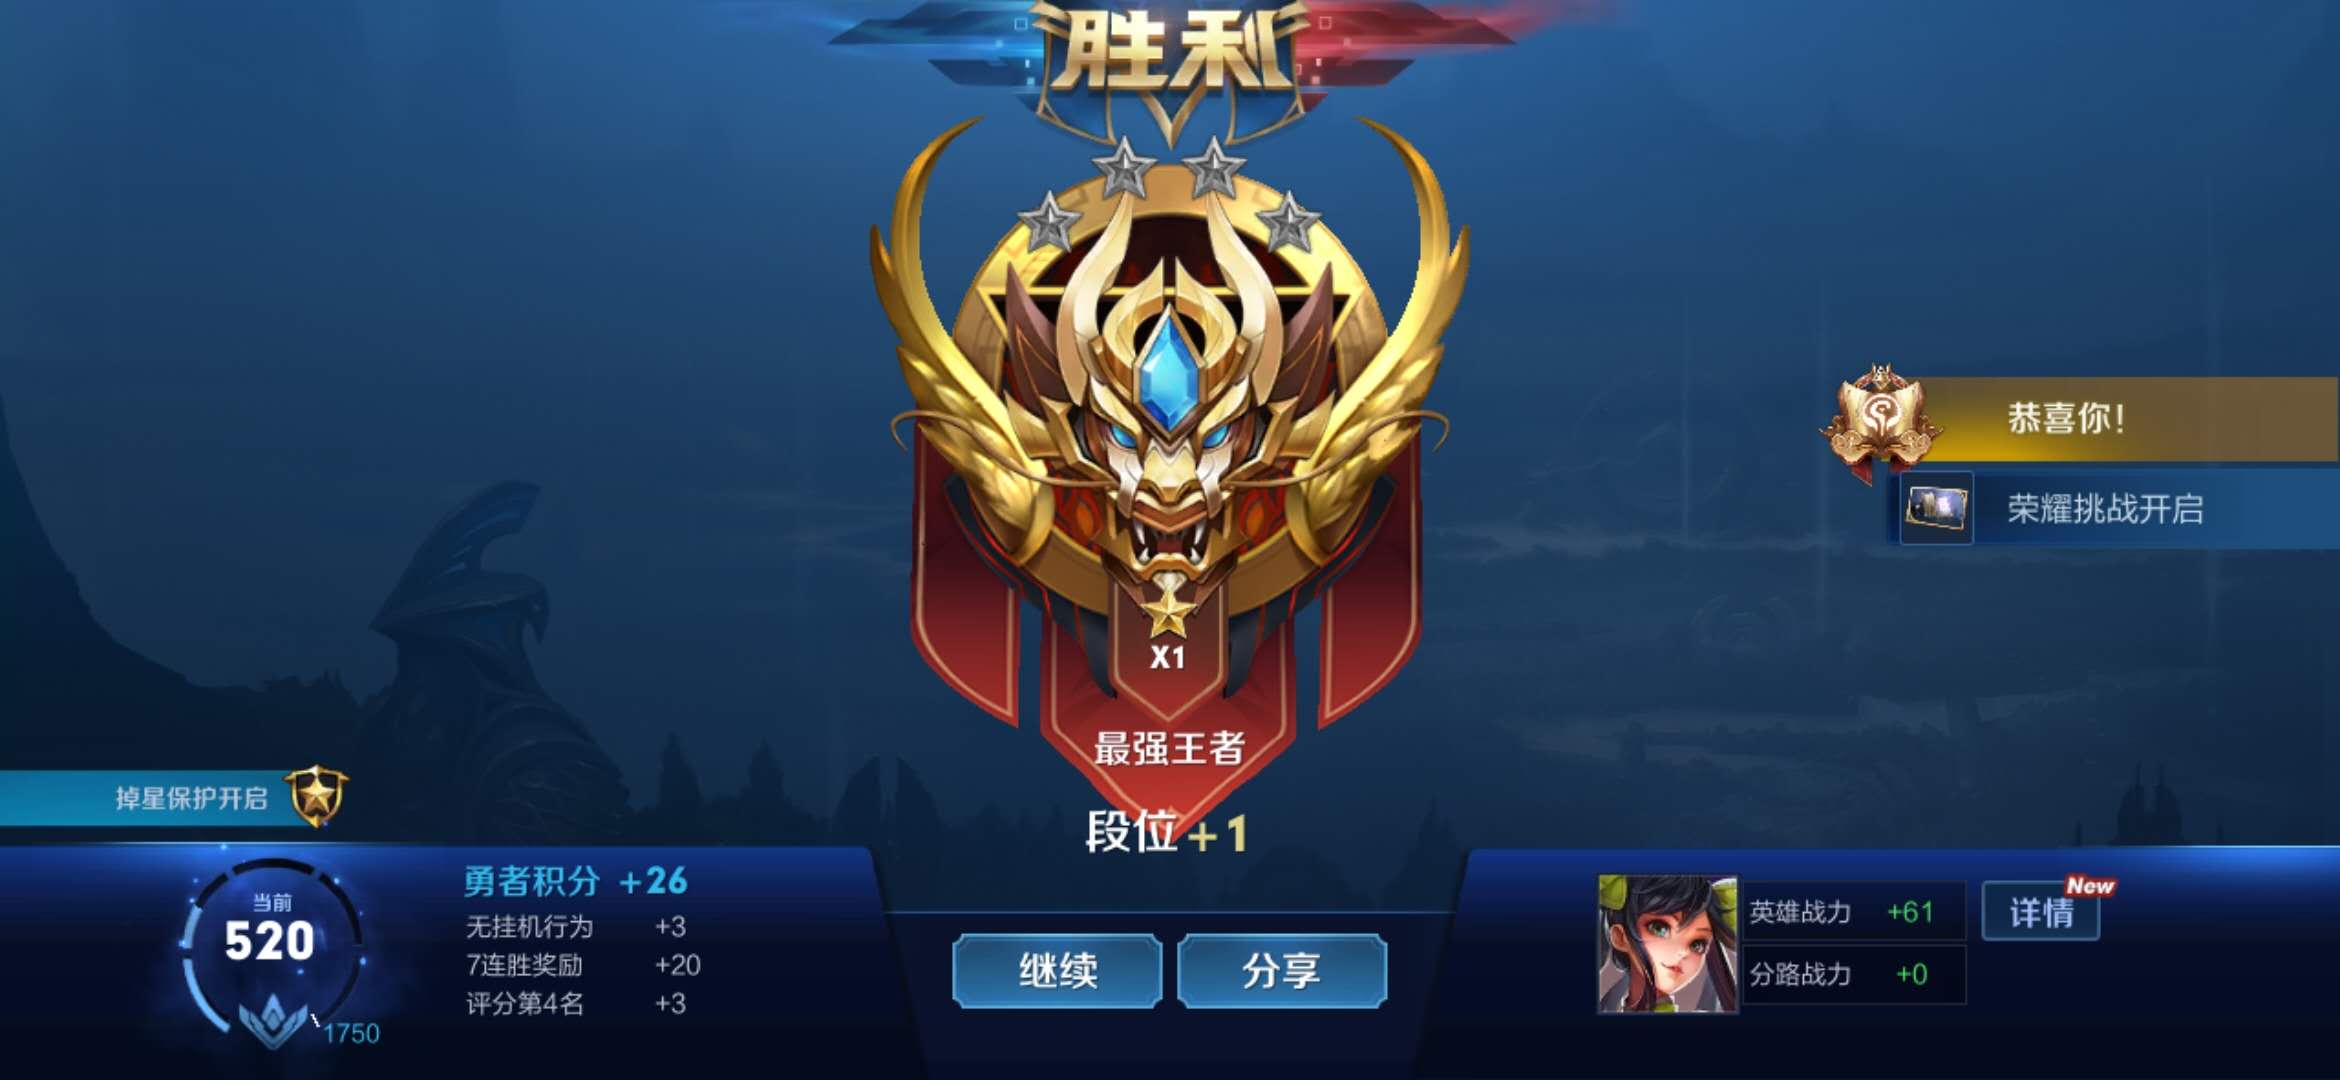 胜利
恭喜你!
荣耀挑战开启
X1
最强王者
段位+1
掉星保护开启
当前
520
1750
勇者积分 +26
无挂机行为 +3
7连胜奖励 +20
评分第4名 +3
继续
分享
英雄战力 +61
分路战力 +0
New
详情